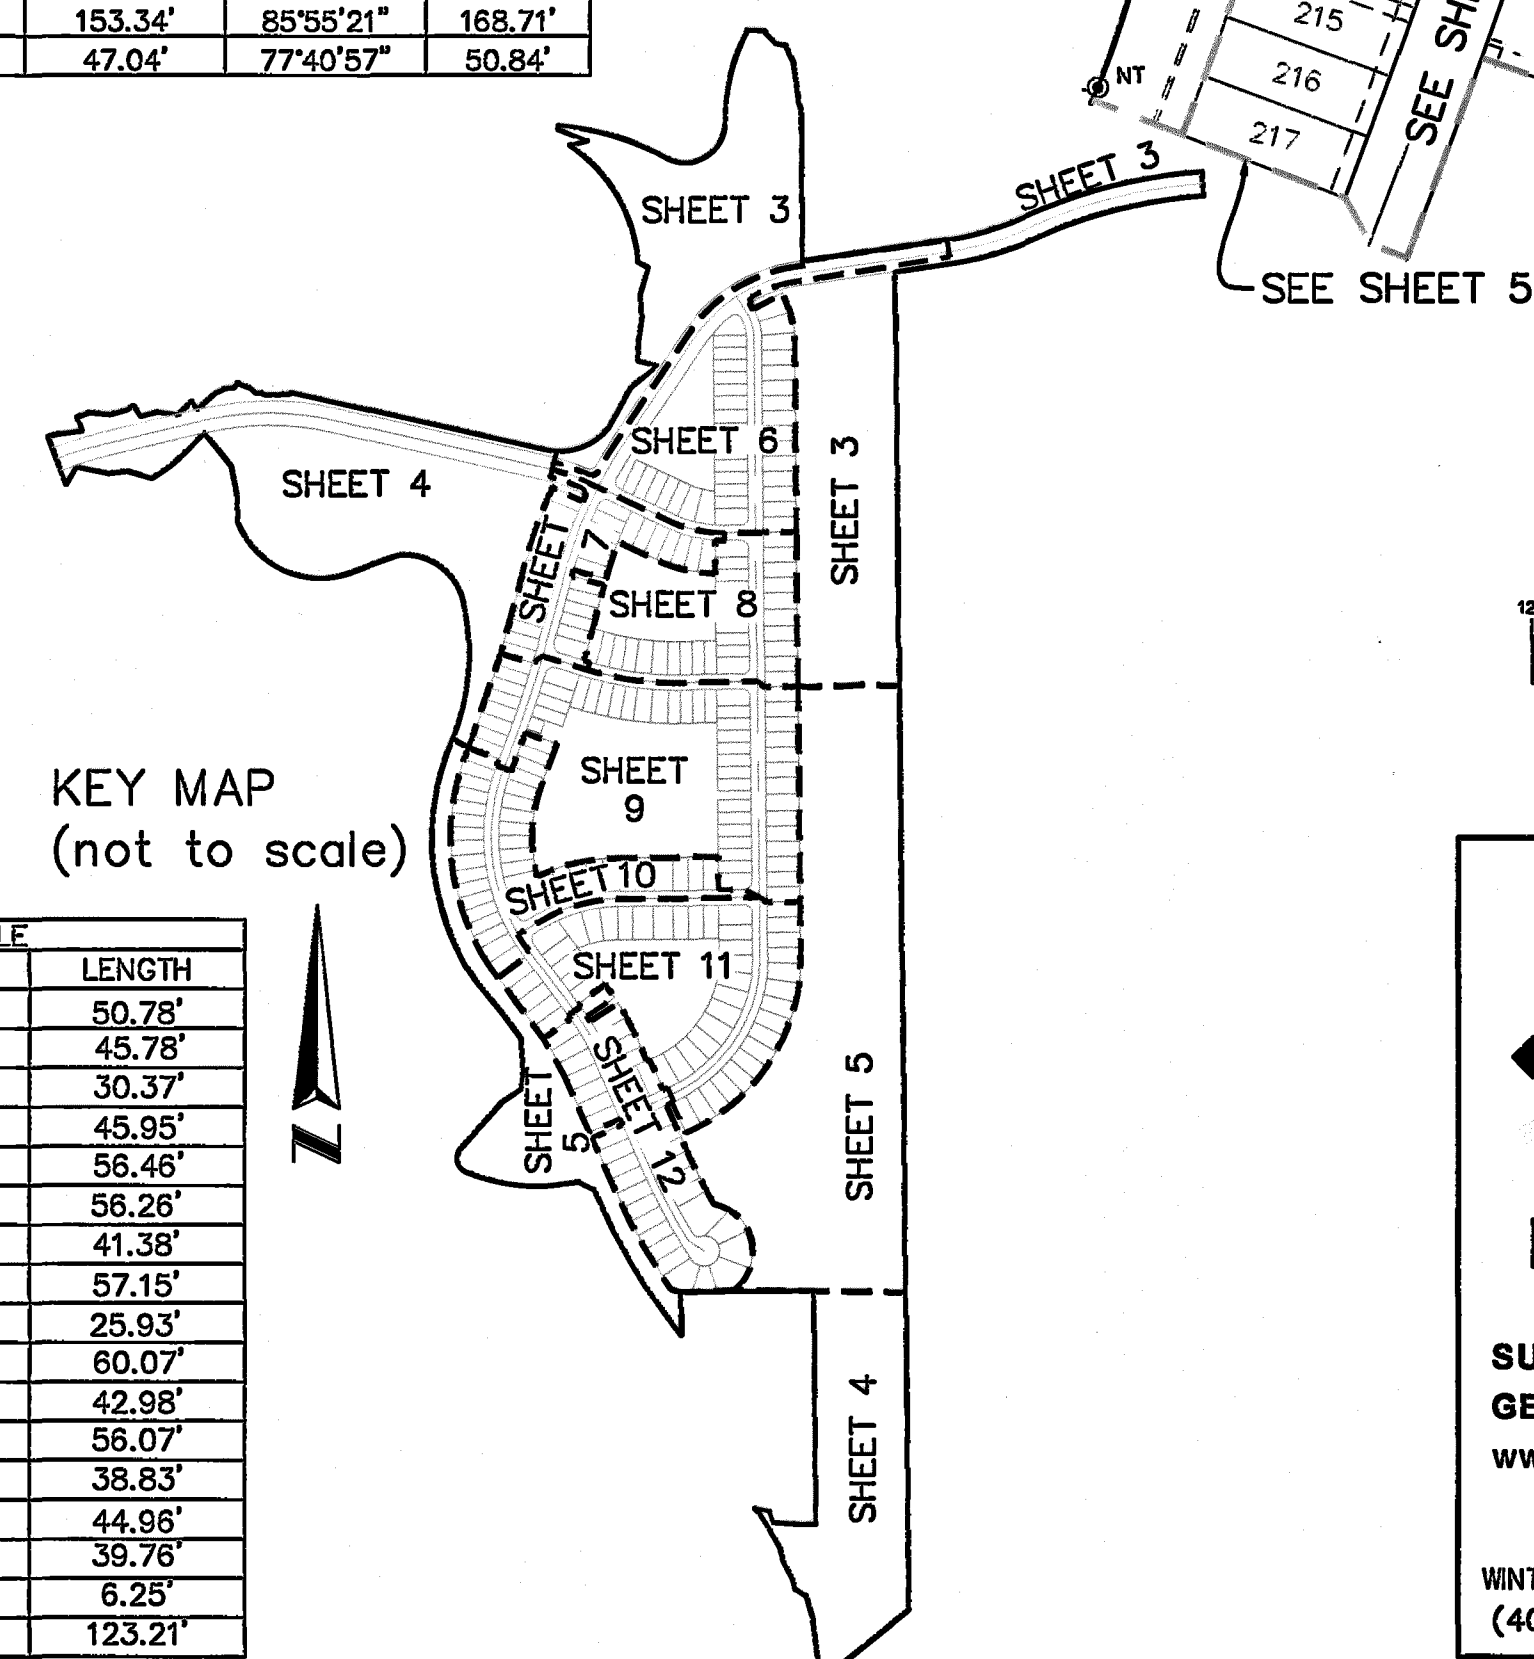 153.34' 85°55'21" 168.71'
47.04' 77°40'57" 50.84'
215
216
217
NT
SEE SHEET 5
SHEET 3
SHEET 3
SHEET 6
SHEET 3
SHEET 4
SHEET 7
SHEET 8
SHEET 9
SHEET 10
SHEET 11
SHEET 12
SHEET 5
SHEET 5
SHEET 4
KEY MAP
(not to scale)
LENGTH
50.78'
45.78'
30.37'
45.95'
56.46'
56.26'
41.38'
57.15'
25.93'
60.07'
42.98'
56.07'
38.83'
44.96'
39.76'
6.25'
123.21'